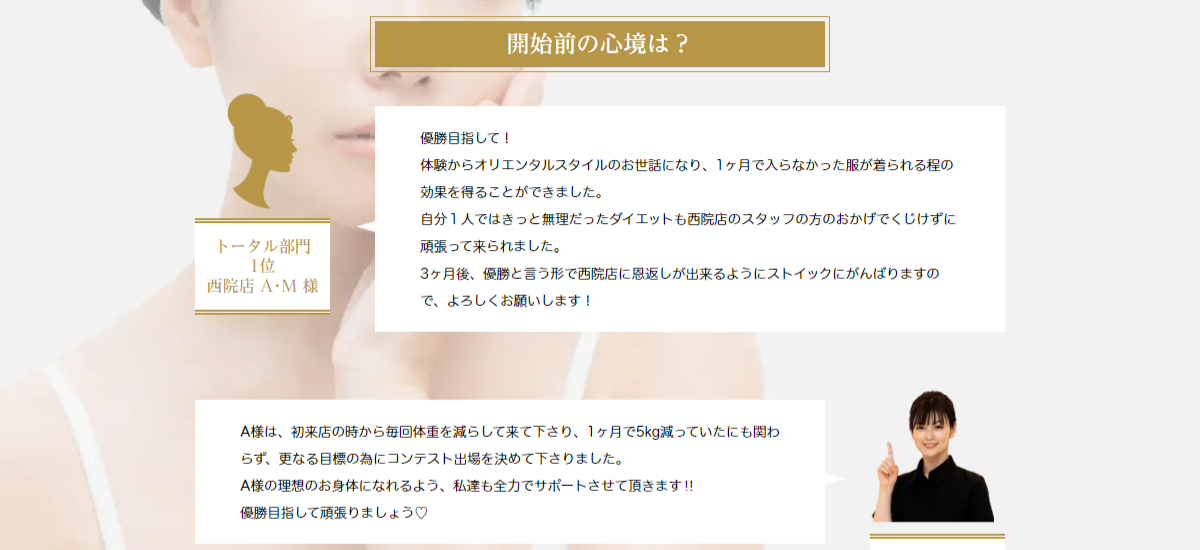 開始前の心境は？
優勝目指して！
体験からオリエンタルスタイルのお世話になり、1ヶ月で入らなかった服が着られる程の
効果を得ることができました。
自分１人ではきっと無理だったダイエットも西院店のスタッフの方のおかげでくじけずに
頑張って来られました。
3ヶ月後、優勝と言う形で西院店に恩返しが出来るようにストイックにがんばりますの
で、よろしくお願いします！
トータル部門
1位
西院店 A･M 様
A様は、初来店の時から毎回体重を減らして来て下さり、1ヶ月で5kg減っていたにも関わ
らず、更なる目標の為にコンテスト出場を決めて下さりました。
A様の理想のお身体になれるよう、私達も全力でサポートさせて頂きます!!
優勝目指して頑張りましょう♡